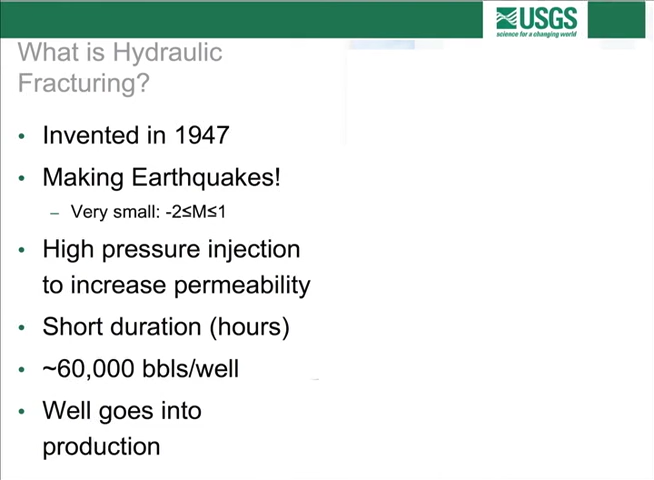 USGS
science for a changing world
What is Hydraulic
Fracturing?
• Invented in 1947
• Making Earthquakes!
– Very small: -2≤M≤1
• High pressure injection
to increase permeability
• Short duration (hours)
• ~60,000 bbls/well
• Well goes into
production